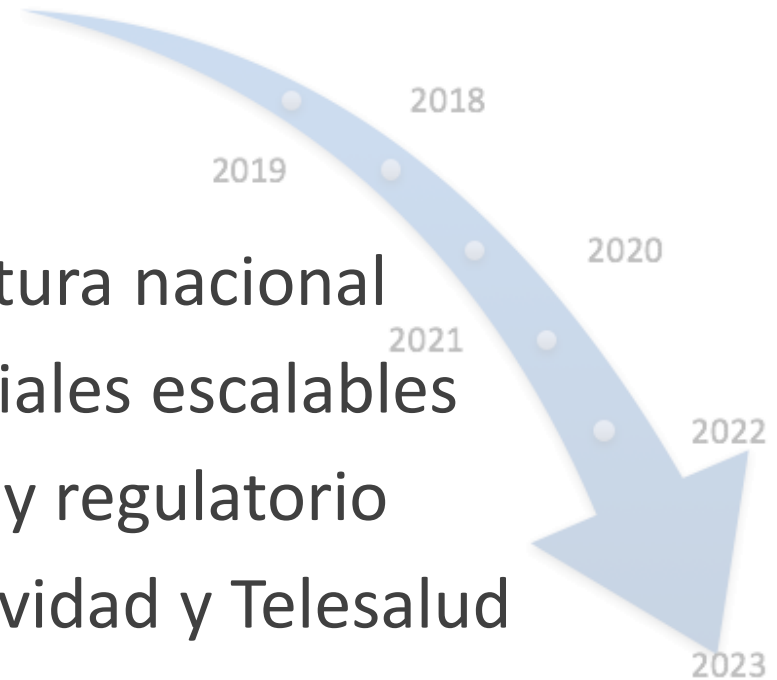 2018
2019
2020
tura nacional
2021
iales escalables
2022
y regulatorio
vidad y Telesalud
2023